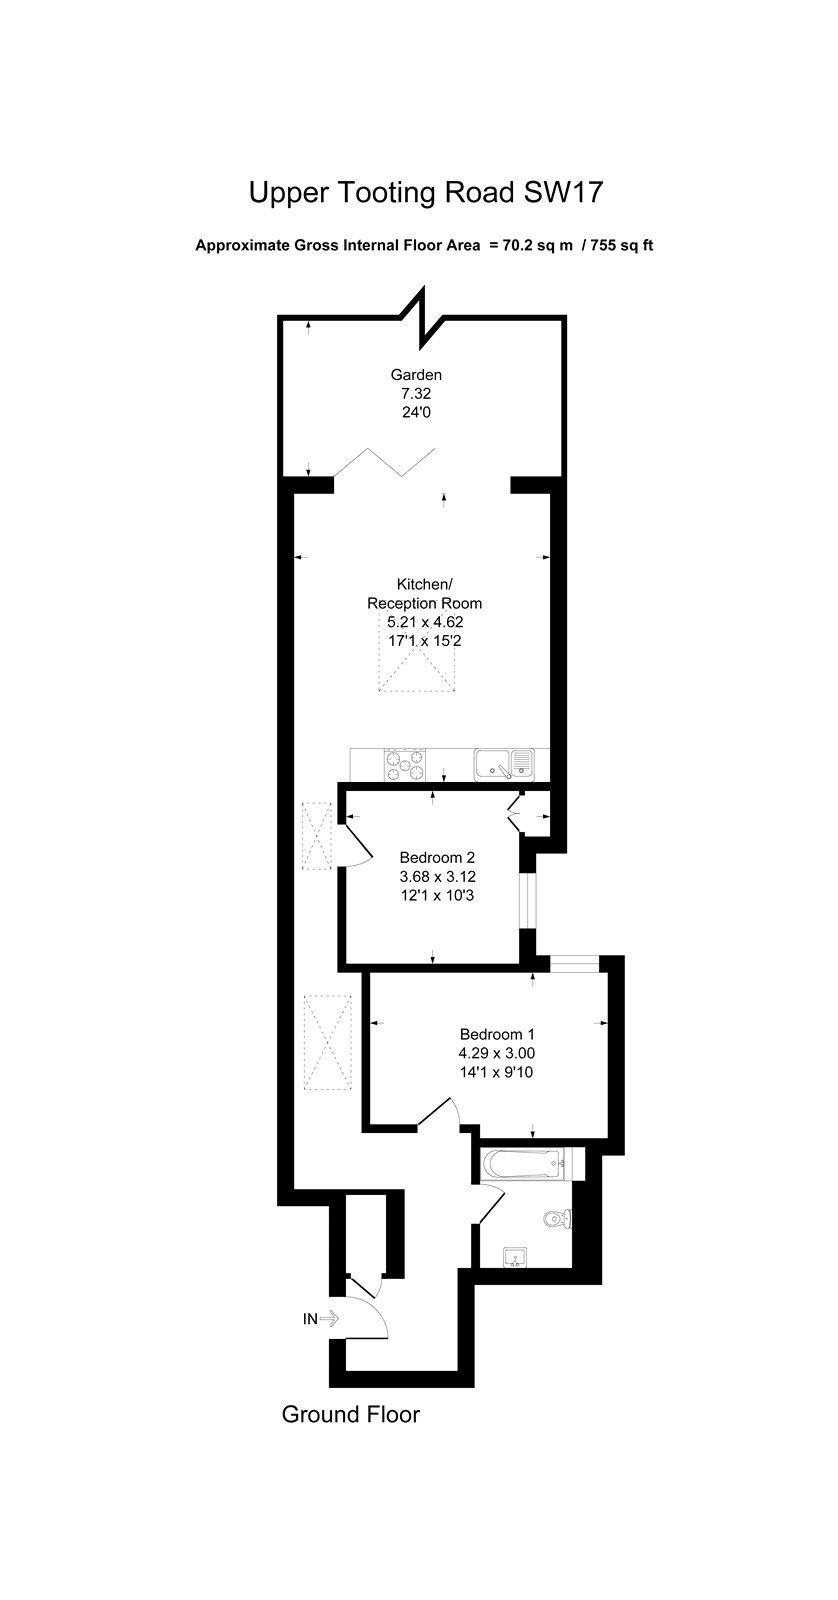 Upper Tooting Road SW17
Approximate Gross Internal Floor Area = 70.2 sq m / 755 sq ft
Garden
7.32
24'0
Kitchen/
Reception Room
5.21 x 4.62
17'1 x 15'2
Bedroom 2
3.68 x 3.12
12'1 x 10'3
Bedroom 1
4.29 x 3.00
14'1 x 9'10
IN
Ground Floor